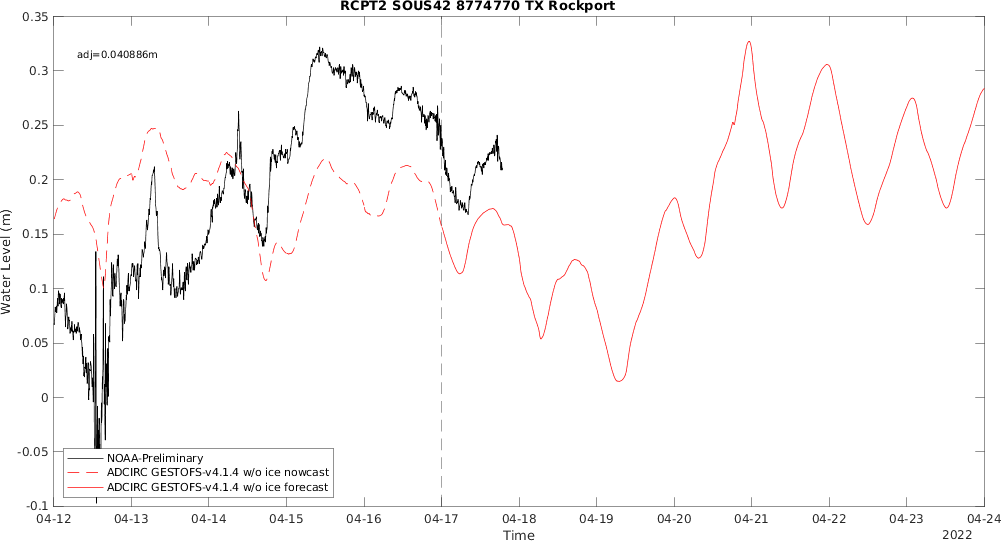 RCPT2 SOUS42 8774770 TX Rockport
0.35
adj=0.040886m
0.3
0.25
0.2
0.15
0.1
0.05
0
-0.05
-0.1
Water Level (m)
NOAA-Preliminary
ADCIRC GESTOFS-v4.1.4 w/o ice nowcast
ADCIRC GESTOFS-v4.1.4 w/o ice forecast
04-12 04-13 04-14 04-15 04-16 04-17 04-18 04-19 04-20 04-21 04-22 04-23 04-24
Time
2022